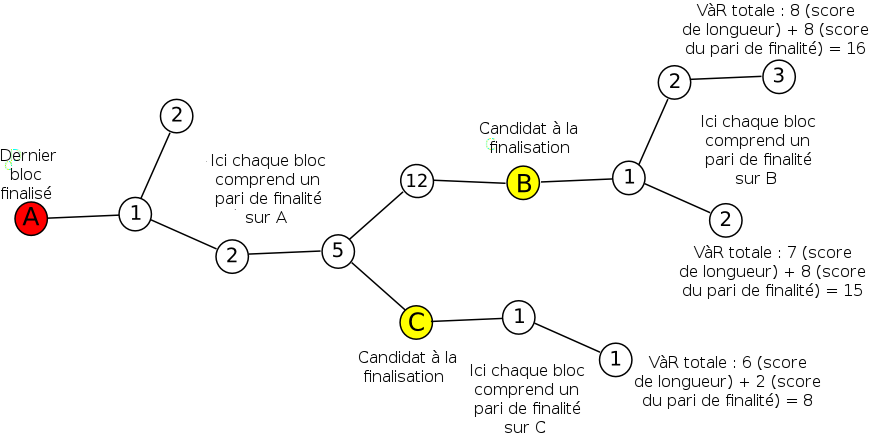 VàR totale : 8 (score
de longueur) + 8 (score
du pari de finalité) = 16
2
3
2
Candidat à la
finalisation
Ici chaque bloc
comprend un
pari de finalité
sur B
Dernier
bloc
finalisé
A
1
Ici chaque bloc
comprend un
pari de finalité
sur A
12
B
1
2
2
5
VàR totale : 7 (score
de longueur) + 8 (score
du pari de finalité) = 15
C
1
Candidat à la
finalisation
Ici chaque bloc
comprend un
pari de finalité
sur C
1
VàR totale : 6 (score
de longueur) + 2 (score
du pari de finalité) = 8